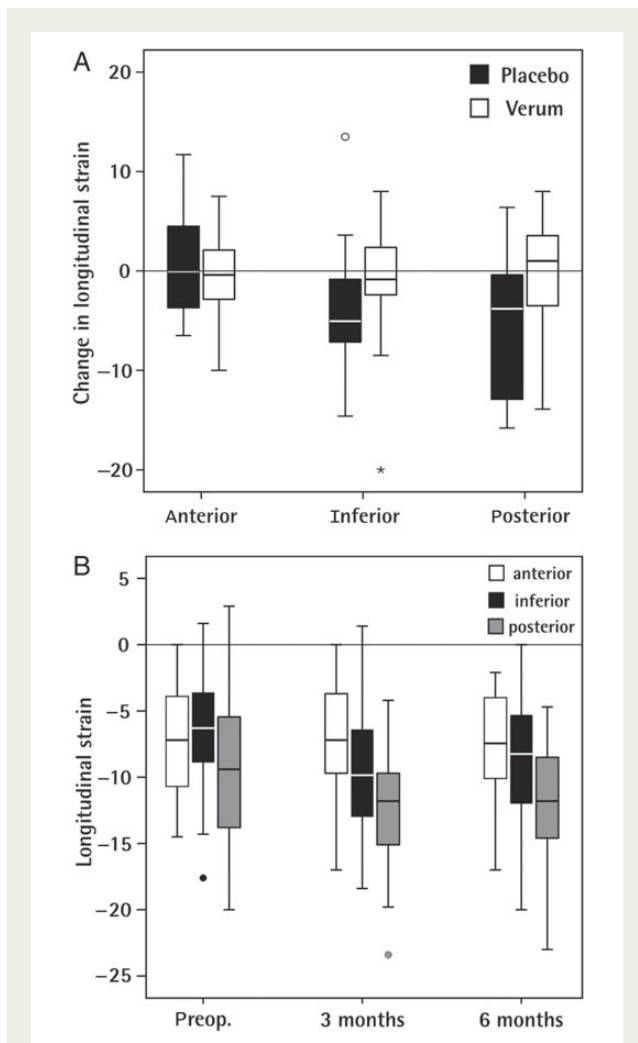 A
20
Placebo
Verum
10
0
−10
−20
Change in longitudinal strain
Anterior Inferior Posterior
*
B
5
anterior
inferior
posterior
0
−5
−10
−15
−20
−25
Longitudinal strain
Preop. 3 months 6 months